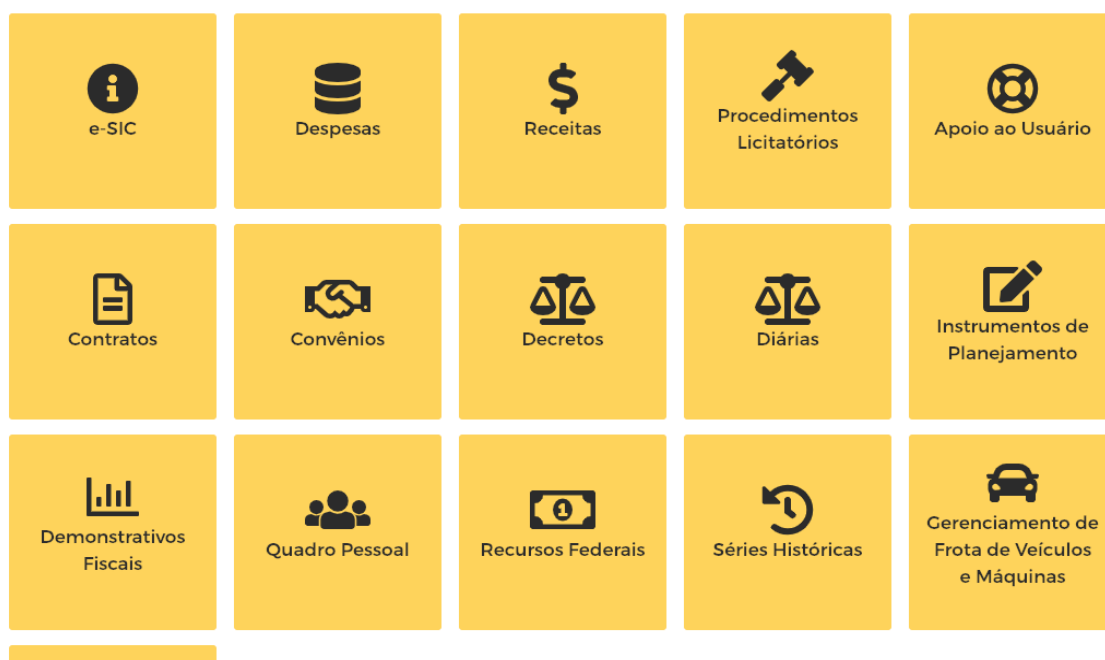 e-SIC
Despesas
Receitas
Procedimentos
Licitatórios
Apoio ao Usuário
Contratos
Convênios
Decretos
Diárias
Instrumentos de
Planejamento
Demonstrativos
Fiscais
Quadro Pessoal
Recursos Federais
Séries Históricas
Gerenciamento de
Frota de Veículos
e Máquinas